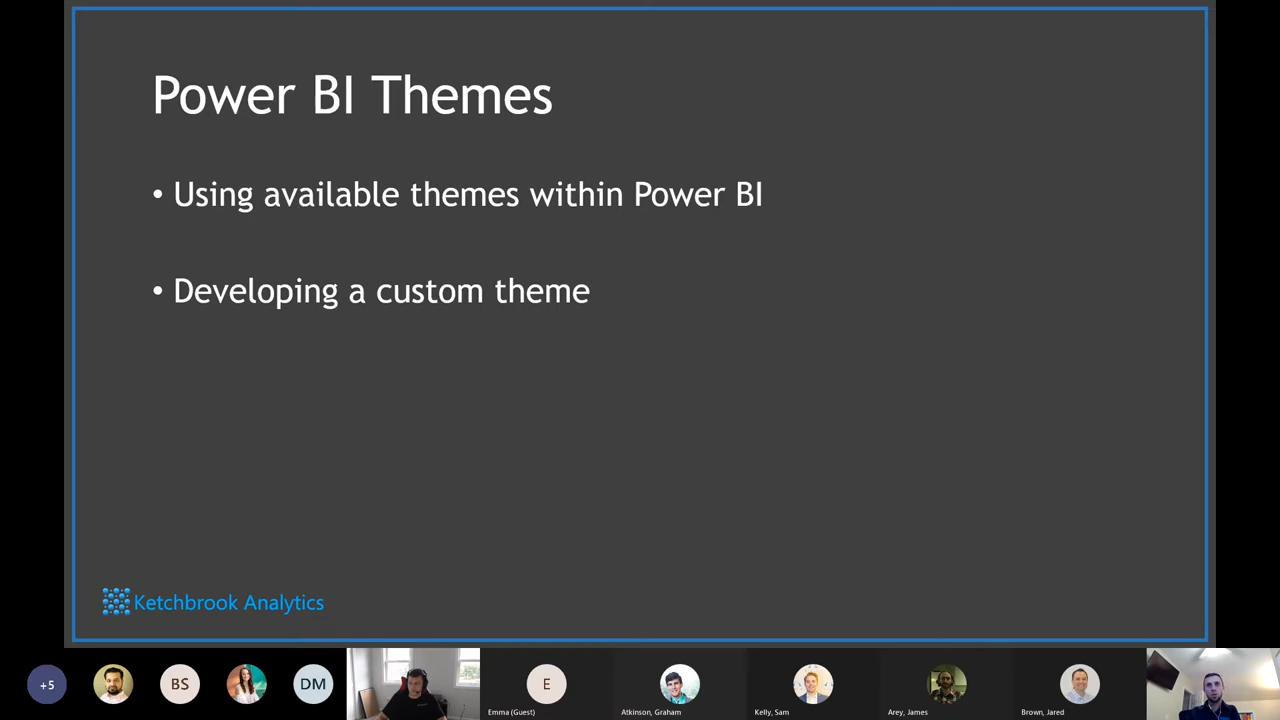 Power BI Themes
• Using available themes within Power BI
• Developing a custom theme
Ketchbrook Analytics
+5
BS
DM
E
Emma (Guest)
Atkinson, Graham
Kelly, Sam
Arey, James
Brown, Jared